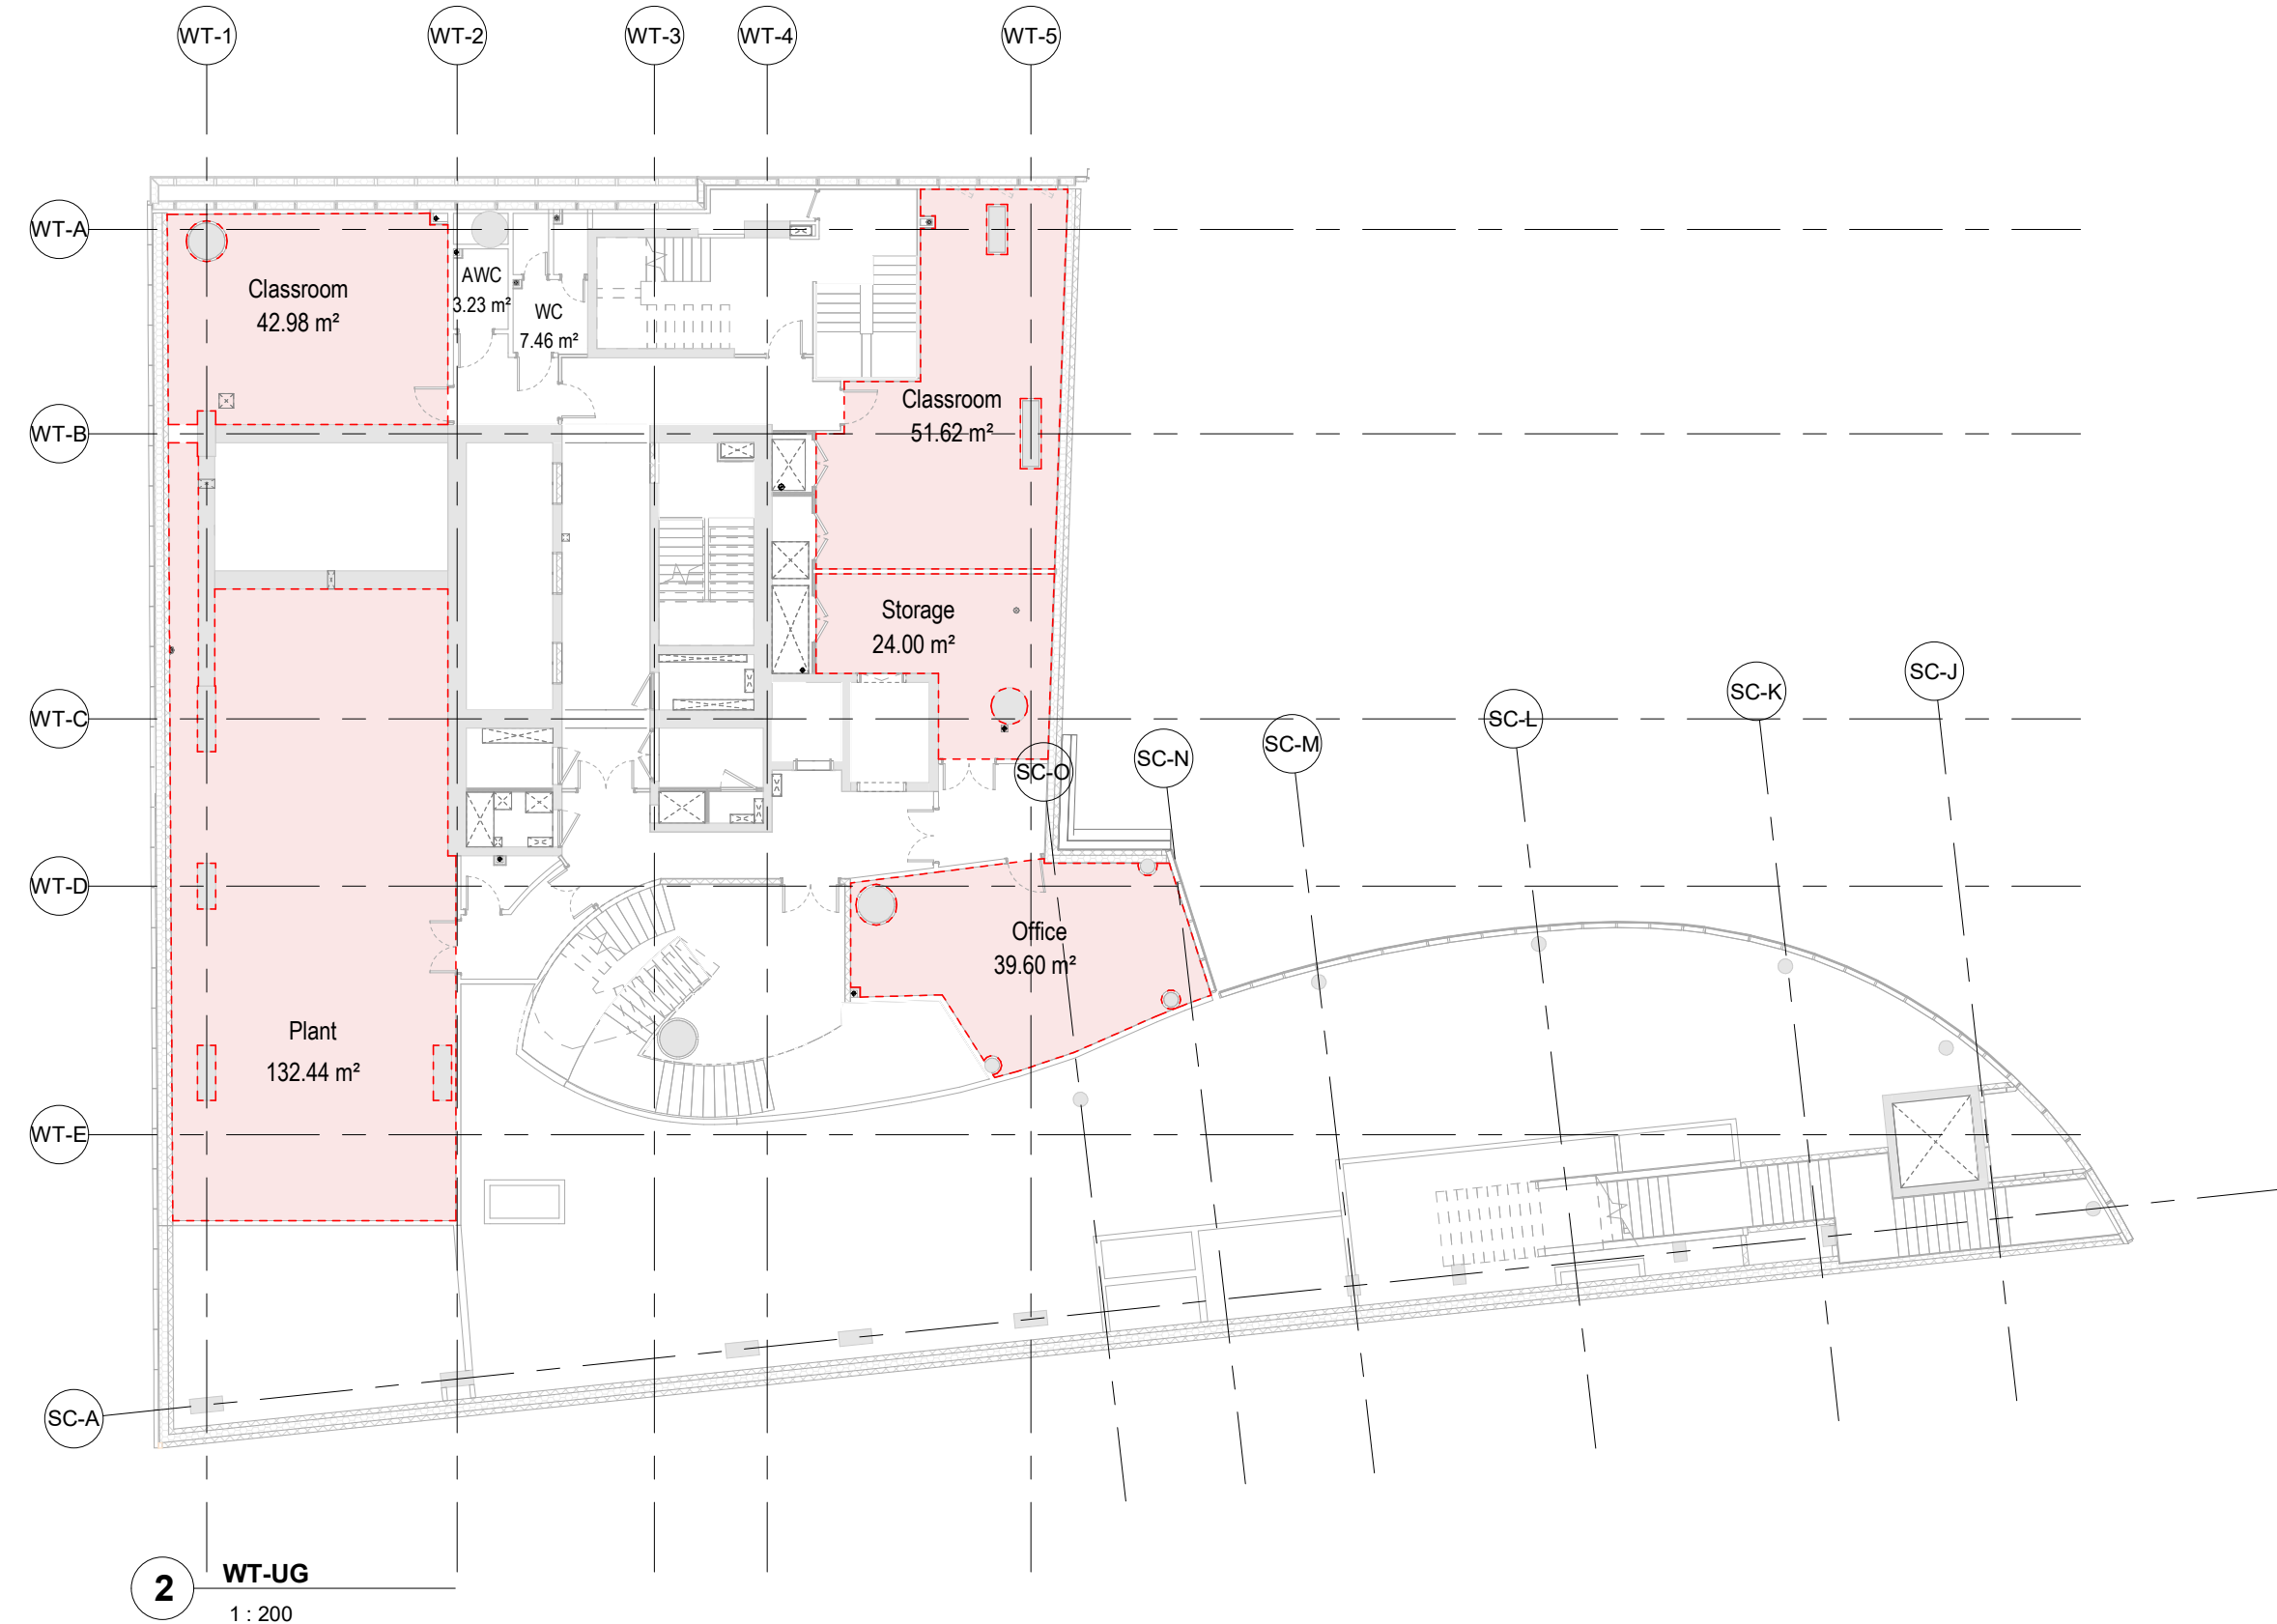 WT-1
WT-2
WT-3
WT-4
WT-5
WT-A
Classroom
42.98 m²
AWC
3.23 m²
WC
7.46 m²
Classroom
51.62 m²
WT-B
Storage
24.00 m²
WT-C
SC-O
SC-N
SC-M
SC-L
SC-K
SC-J
WT-D
Office
39.60 m²
Plant
132.44 m²
WT-E
SC-A
2
WT-UG
1 : 200